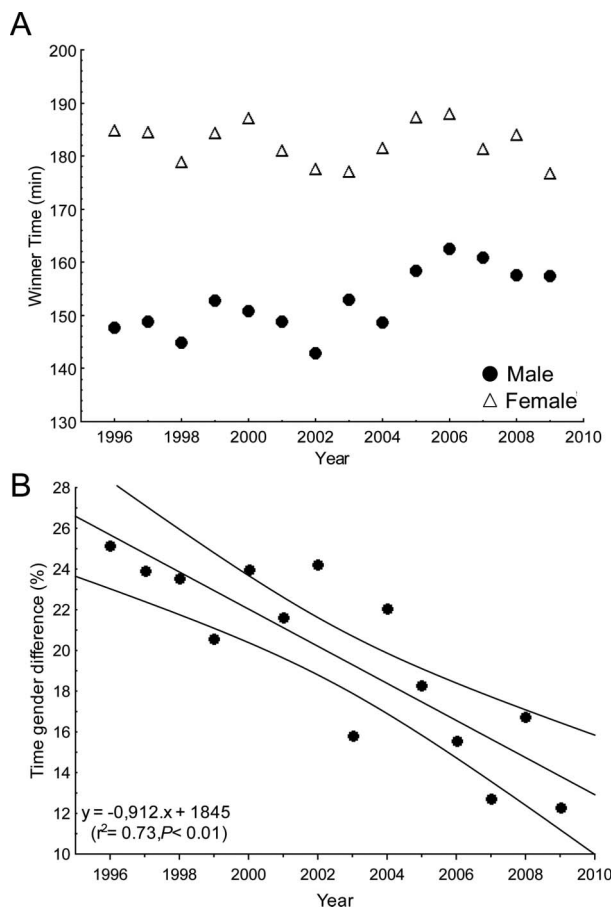 A
200
190
180
170
160
150
140
130
Winner Time (min)
Male
Female
1996 1998 2000 2002 2004 2006 2008 2010
Year
B
28
26
24
22
20
18
16
14
12
10
Time gender difference (%)
y = -0,912.x + 1845
(r²= 0.73,P< 0.01)
1996 1998 2000 2002 2004 2006 2008 2010
Year